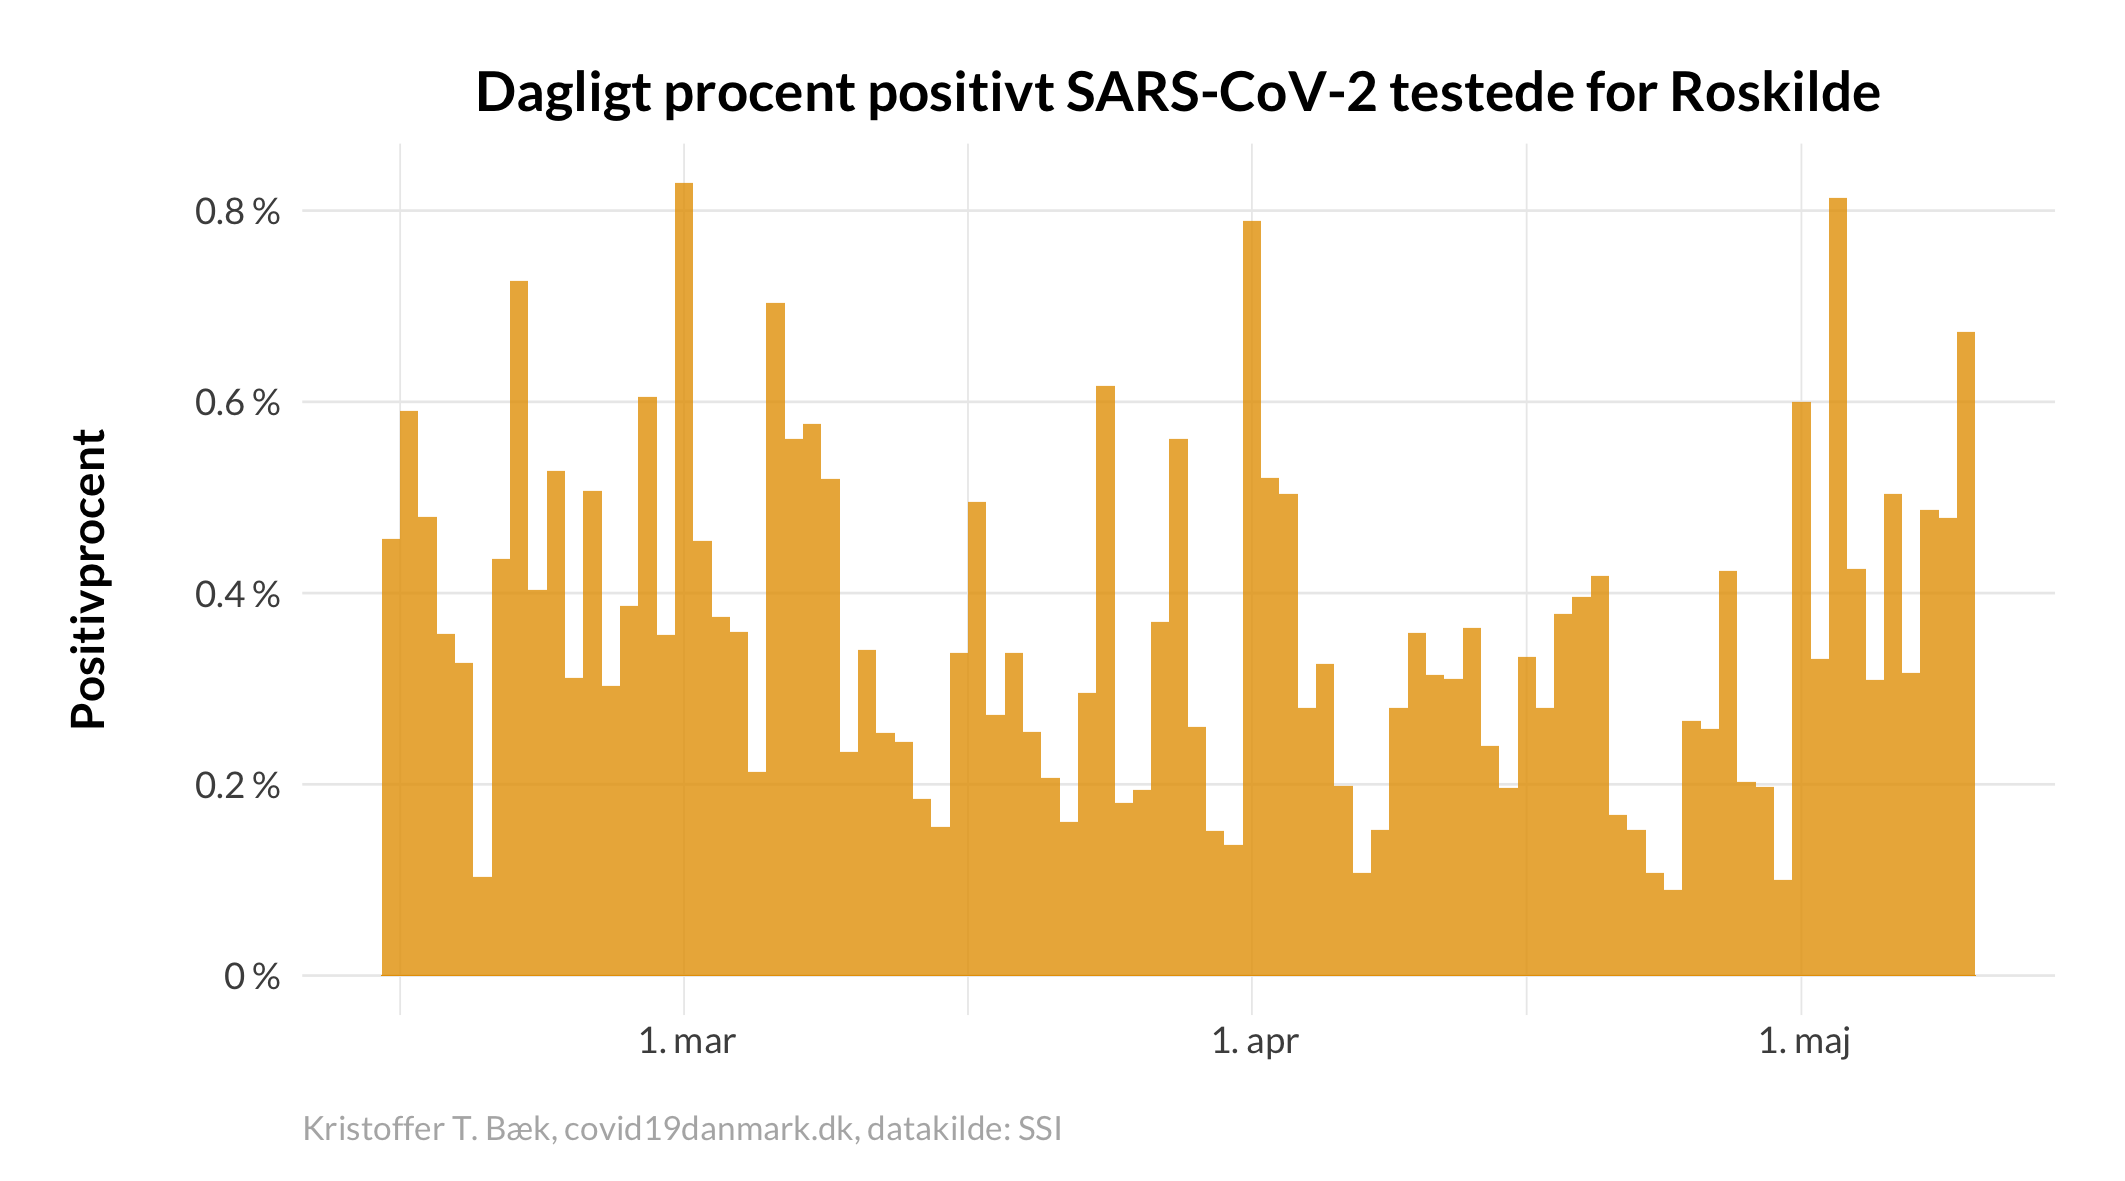 Dagligt procent positivt SARS-CoV-2 testede for Roskilde
Positivprocent
0.8 %
0.6 %
0.4 %
0.2 %
0 %
1. mar
1. apr
1. maj
Kristoffer T. Bæk, covid19danmark.dk, datakilde: SSI